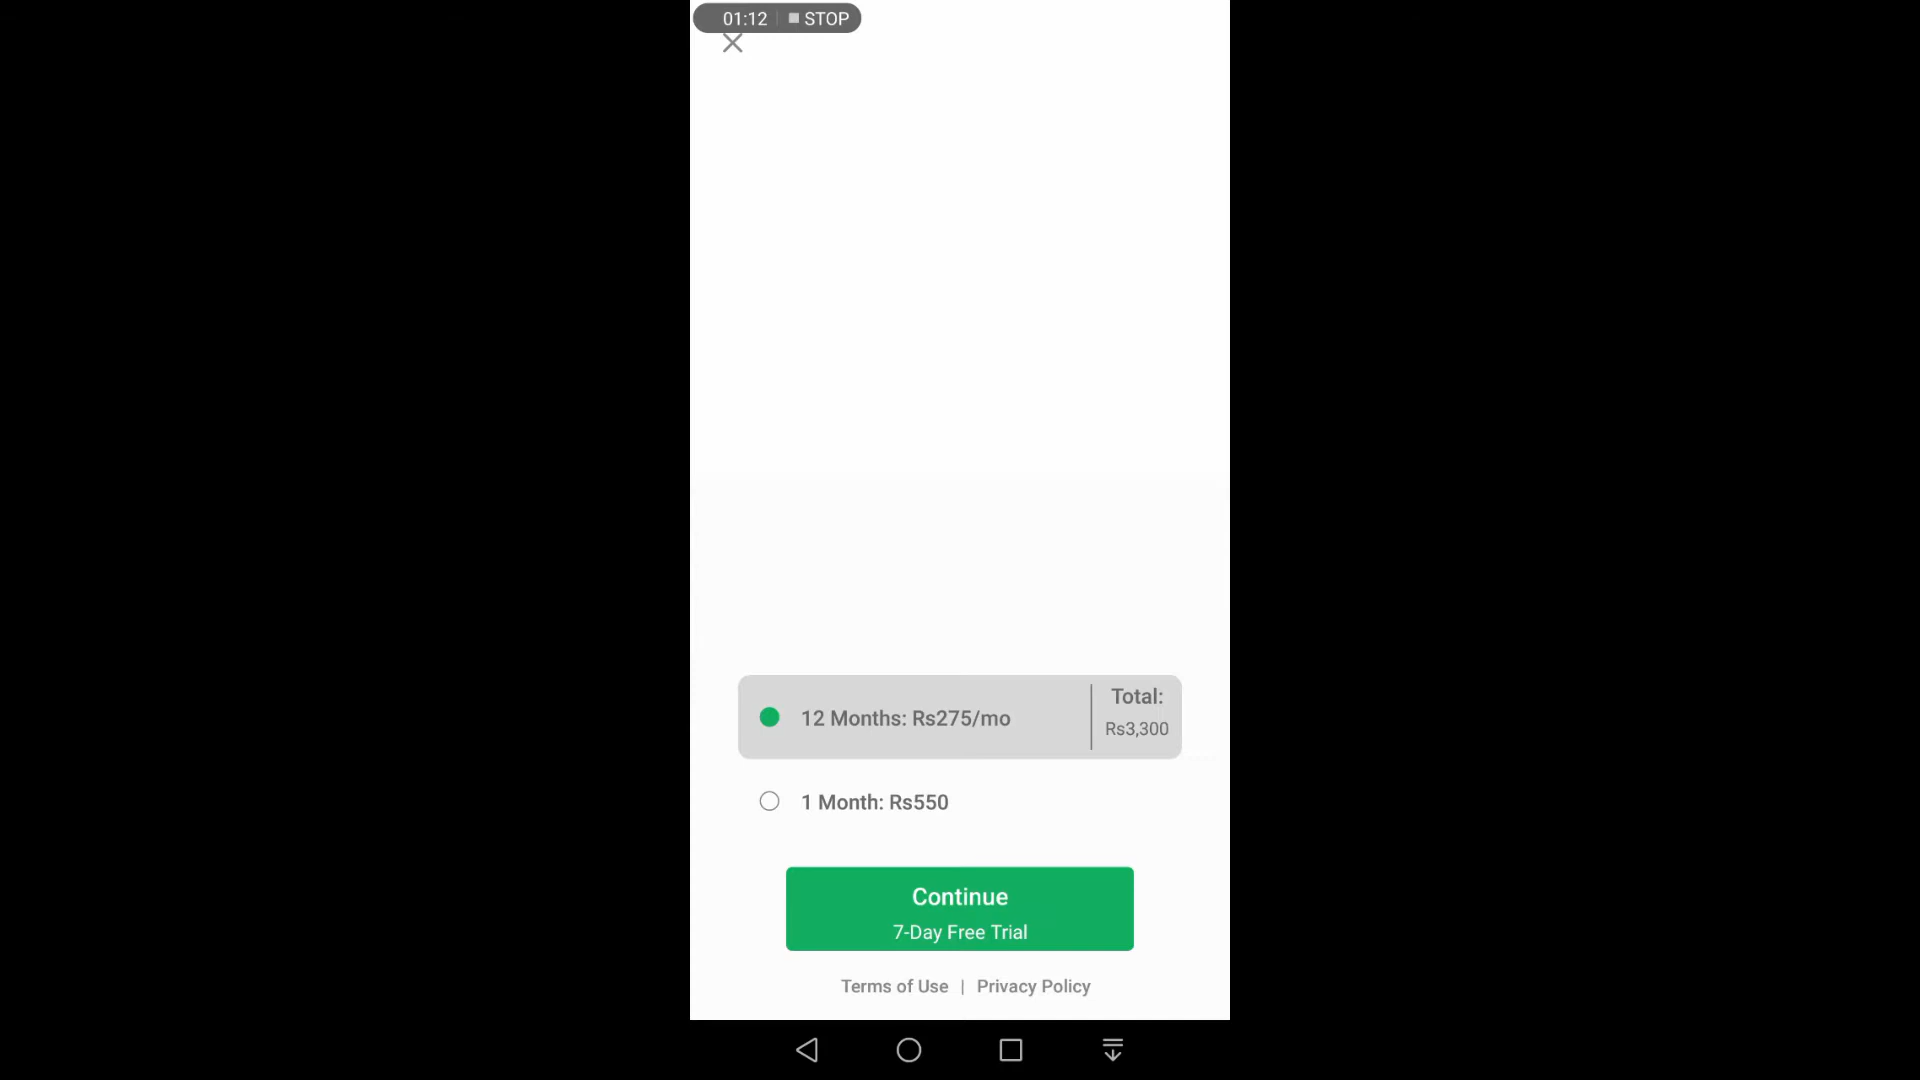 01:12 STOP
12 Months: Rs275/mo
Total:
Rs3,300
1 Month: Rs550
Continue
7-Day Free Trial
Terms of Use | Privacy Policy